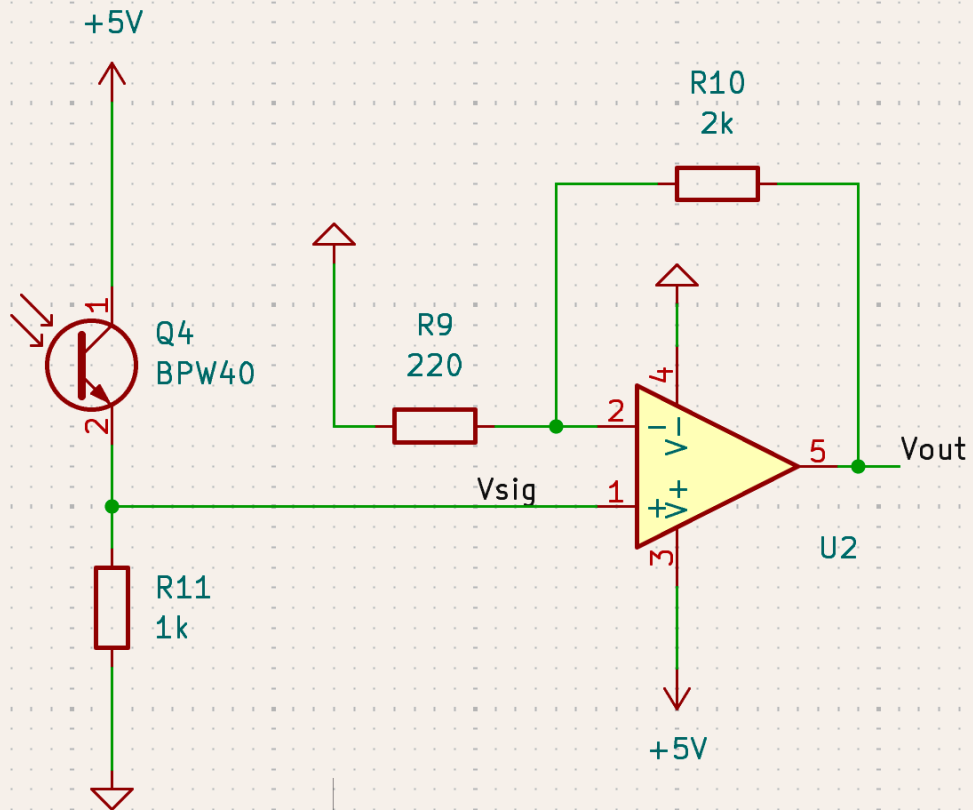 +5V
R10
2k
1
Q4
BPW40
2
R9
220
4
2
−
V−
5
Vout
Vsig
1
+
V+
3
U2
R11
1k
+5V